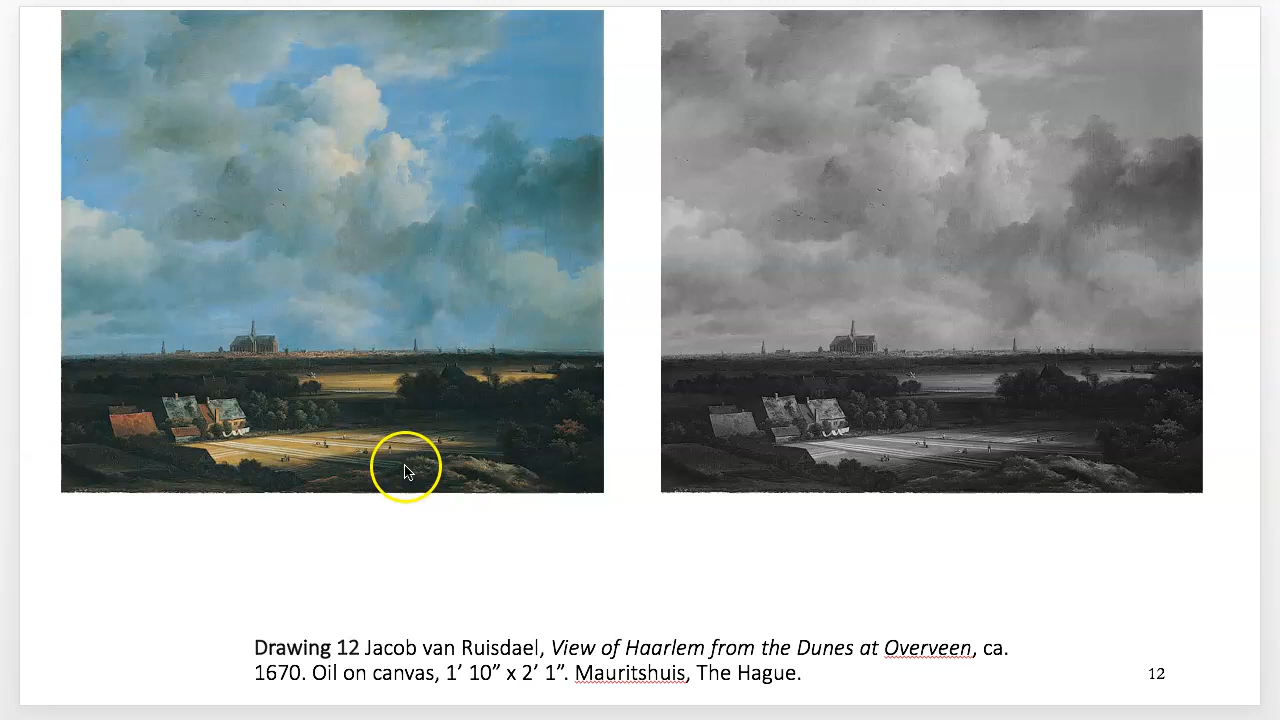 Drawing 12 Jacob van Ruisdael, View of Haarlem from the Dunes at Overveen, ca.
1670. Oil on canvas, 1’ 10” x 2’ 1”. Mauritshuis, The Hague.
12